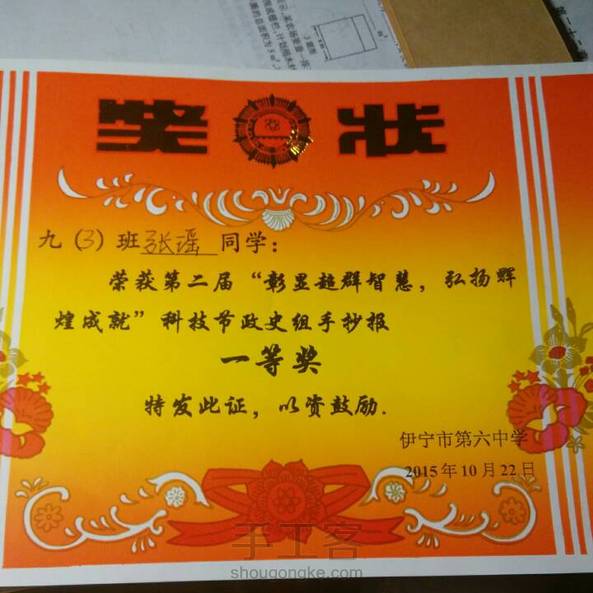 奖 状
九(3)班张瑶同学:
荣获第二届“彰显超群智慧,弘扬辉
煌成就”科技节政史组手抄报
一等奖
特发此证,以资鼓励.
伊宁市第六中学
2015年10月22日
手工客
shougongke.com